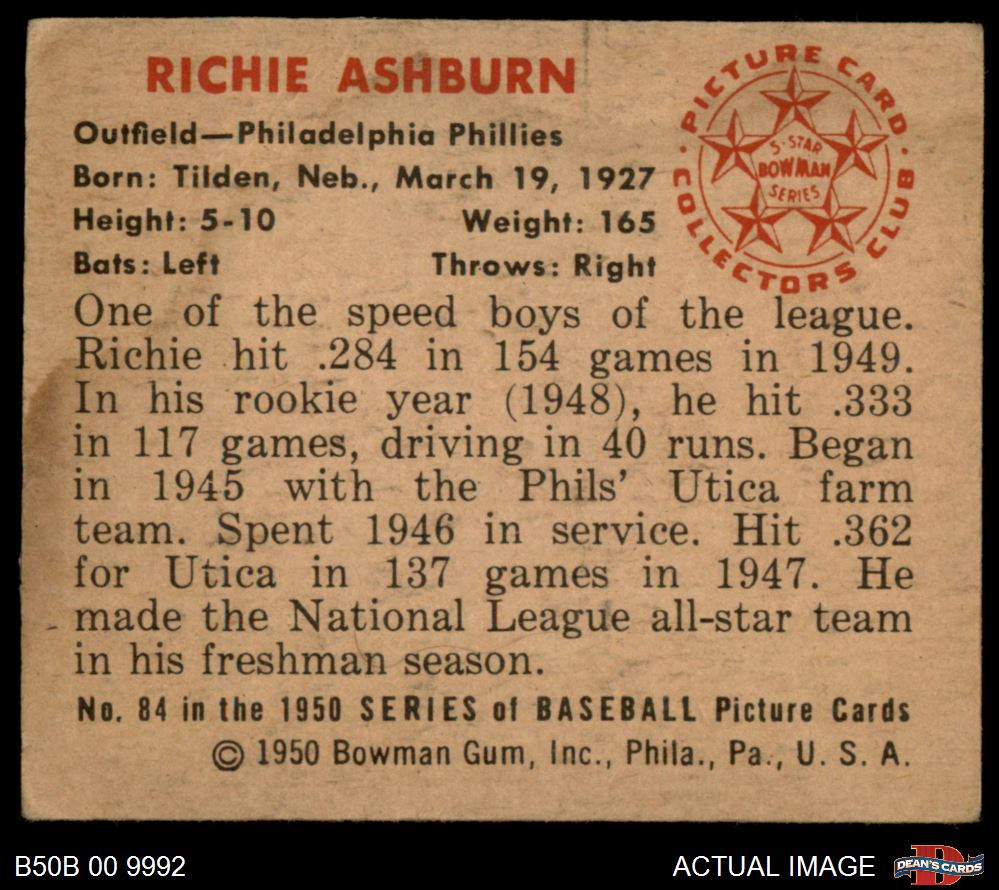 RICHIE ASHBURN
Outfield—Philadelphia Phillies
Born: Tilden, Neb., March 19, 1927
Height: 5-10 Weight: 165
Bats: Left Throws: Right
PICTURE CARD
COLLECTORS CLUB
5-STAR
BOWMAN
SERIES
One of the speed boys of the league.
Richie hit .284 in 154 games in 1949.
In his rookie year (1948), he hit .333
in 117 games, driving in 40 runs. Began
in 1945 with the Phils' Utica farm
team. Spent 1946 in service. Hit .362
for Utica in 137 games in 1947. He
made the National League all-star team
in his freshman season.
No. 84 in the 1950 SERIES of BASEBALL Picture Cards
© 1950 Bowman Gum, Inc., Phila., Pa., U. S. A.
B50B 00 9992
ACTUAL IMAGE
D
DEAN'S CARDS